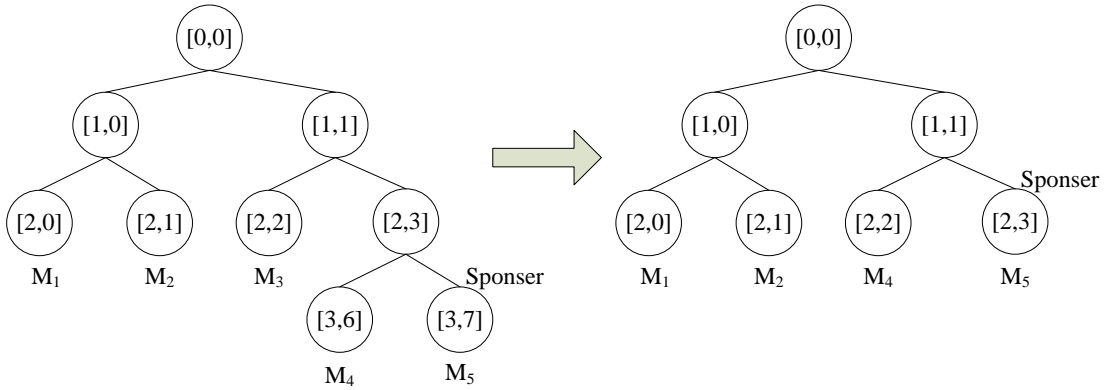 [0,0] [0,0]
[1,0] [1,1] [1,0] [1,1]
Sponser
[2,0] [2,1] [2,2] [2,3] [2,0] [2,1] [2,2] [2,3]
M1 M2 M3 Sponser M1 M2 M4 M5
[3,6] [3,7]
M4 M5